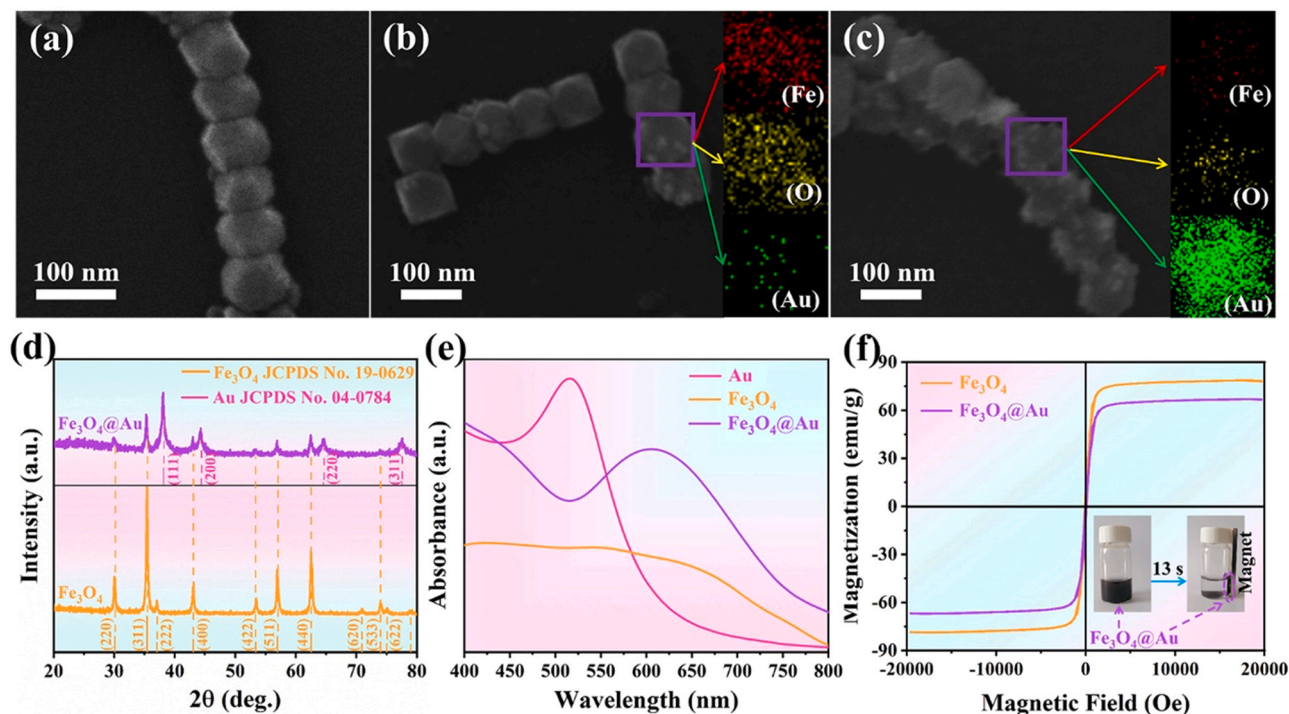 (a)
100 nm
(b)
(Fe)
(O)
(Au)
100 nm
(c)
(Fe)
(O)
(Au)
100 nm
(d)
Fe₃O₄ JCPDS No. 19-0629
Au JCPDS No. 04-0784
Fe₃O₄@Au
(111)
(200)
(220)
(311)
Fe₃O₄
(220)
(311)
(222)
(400)
(422)
(511)
(440)
(620)
(533)
(622)
Intensity (a.u.)
20 30 40 50 60 70 80
2θ (deg.)
(e)
Au
Fe₃O₄
Fe₃O₄@Au
Absorbance (a.u.)
400 450 500 550 600 650 700 750 800
Wavelength (nm)
(f)
Fe₃O₄
Fe₃O₄@Au
Magnetization (emu/g)
90
60
30
0
-30
-60
-90
13 s
Magnet
Fe₃O₄@Au
-20000 -10000 0 10000 20000
Magnetic Field (Oe)